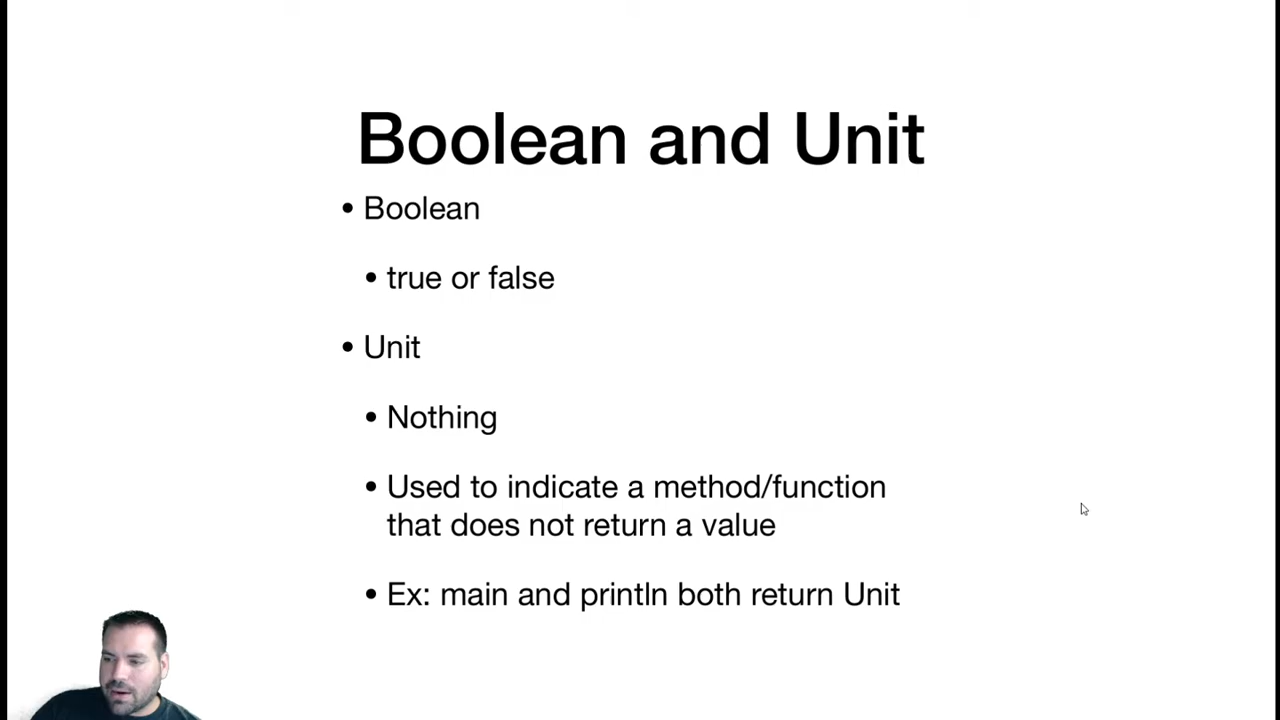 Boolean and Unit
• Boolean
• true or false
• Unit
• Nothing
• Used to indicate a method/function
that does not return a value
• Ex: main and println both return Unit